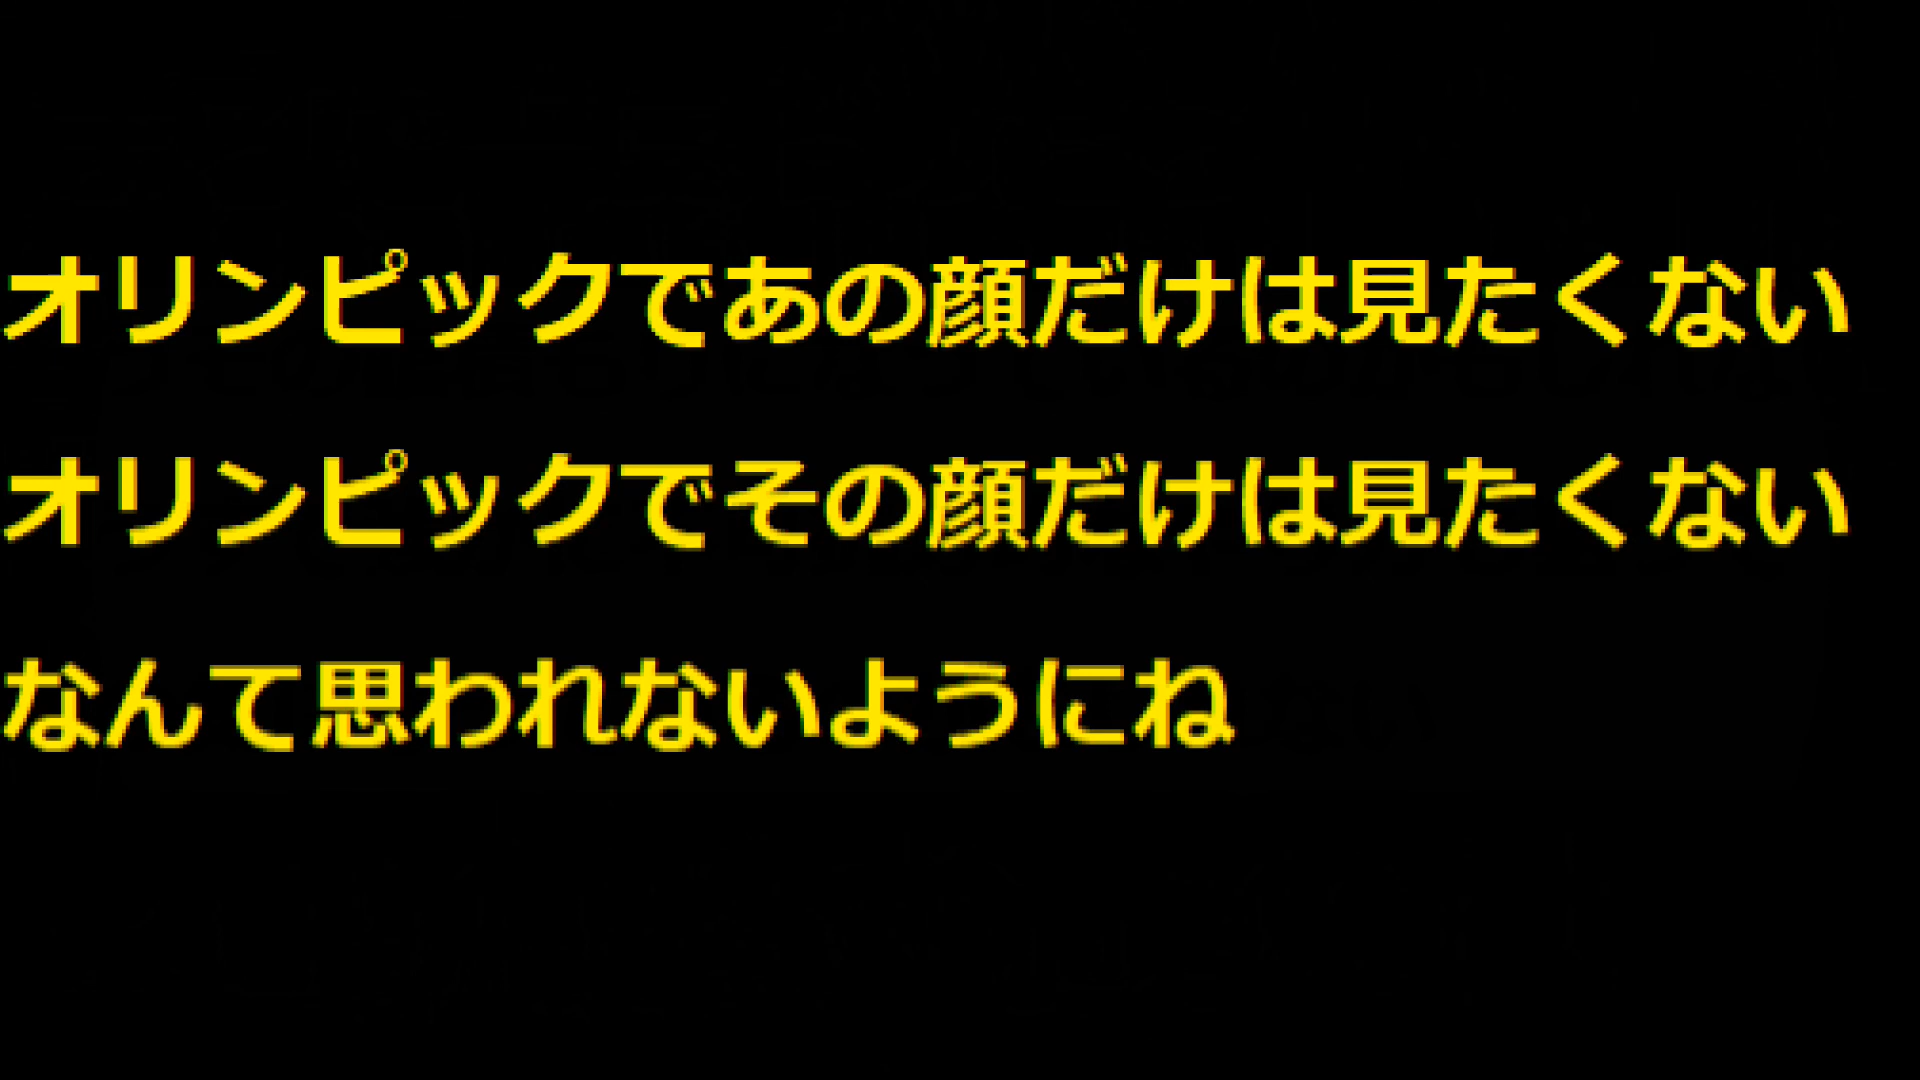 オリンピックであの顔だけは見たくない
オリンピックでその顔だけは見たくない
なんて思われないようにね